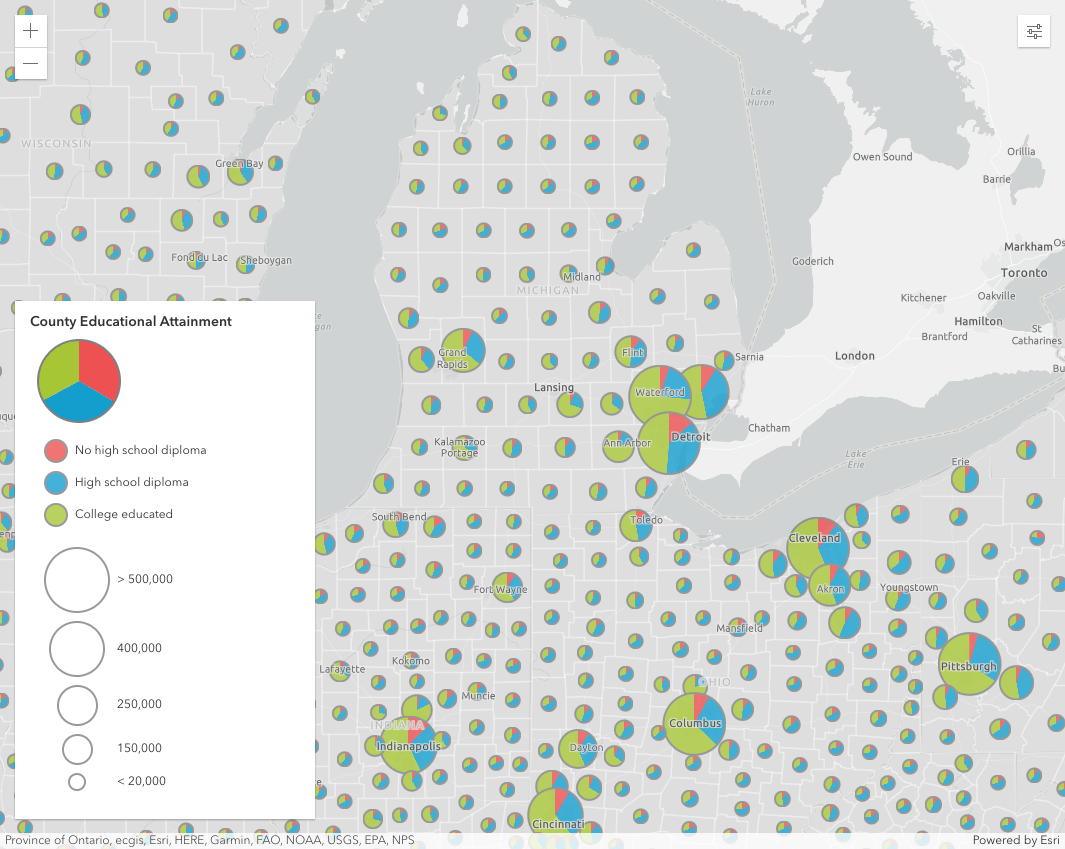 Lake
Huron
WISCONSIN
Green Bay
Owen Sound
Orillia
Barrie
Fond du Lac
Sheboygan
Midland
MICHIGAN
Goderich
Markham
Toronto
Oakville
Kitchener
Hamilton
Brantford
St
Catharines
London
Sarnia
Chatham
Grand
Rapids
Flint
Lansing
Waterford
Detroit
Ann Arbor
Kalamazoo
Portage
Lake
Erie
Erie
South Bend
Toledo
Cleveland
Akron
Youngstown
Fort Wayne
Mansfield
Pittsburgh
Lafayette
Kokomo
Muncie
OHIO
Columbus
INDIANA
Indianapolis
Dayton
Cincinnati
County Educational Attainment
No high school diploma
High school diploma
College educated
> 500,000
400,000
250,000
150,000
< 20,000
Province of Ontario, ecgis, Esri, HERE, Garmin, FAO, NOAA, USGS, EPA, NPS
Powered by Esri